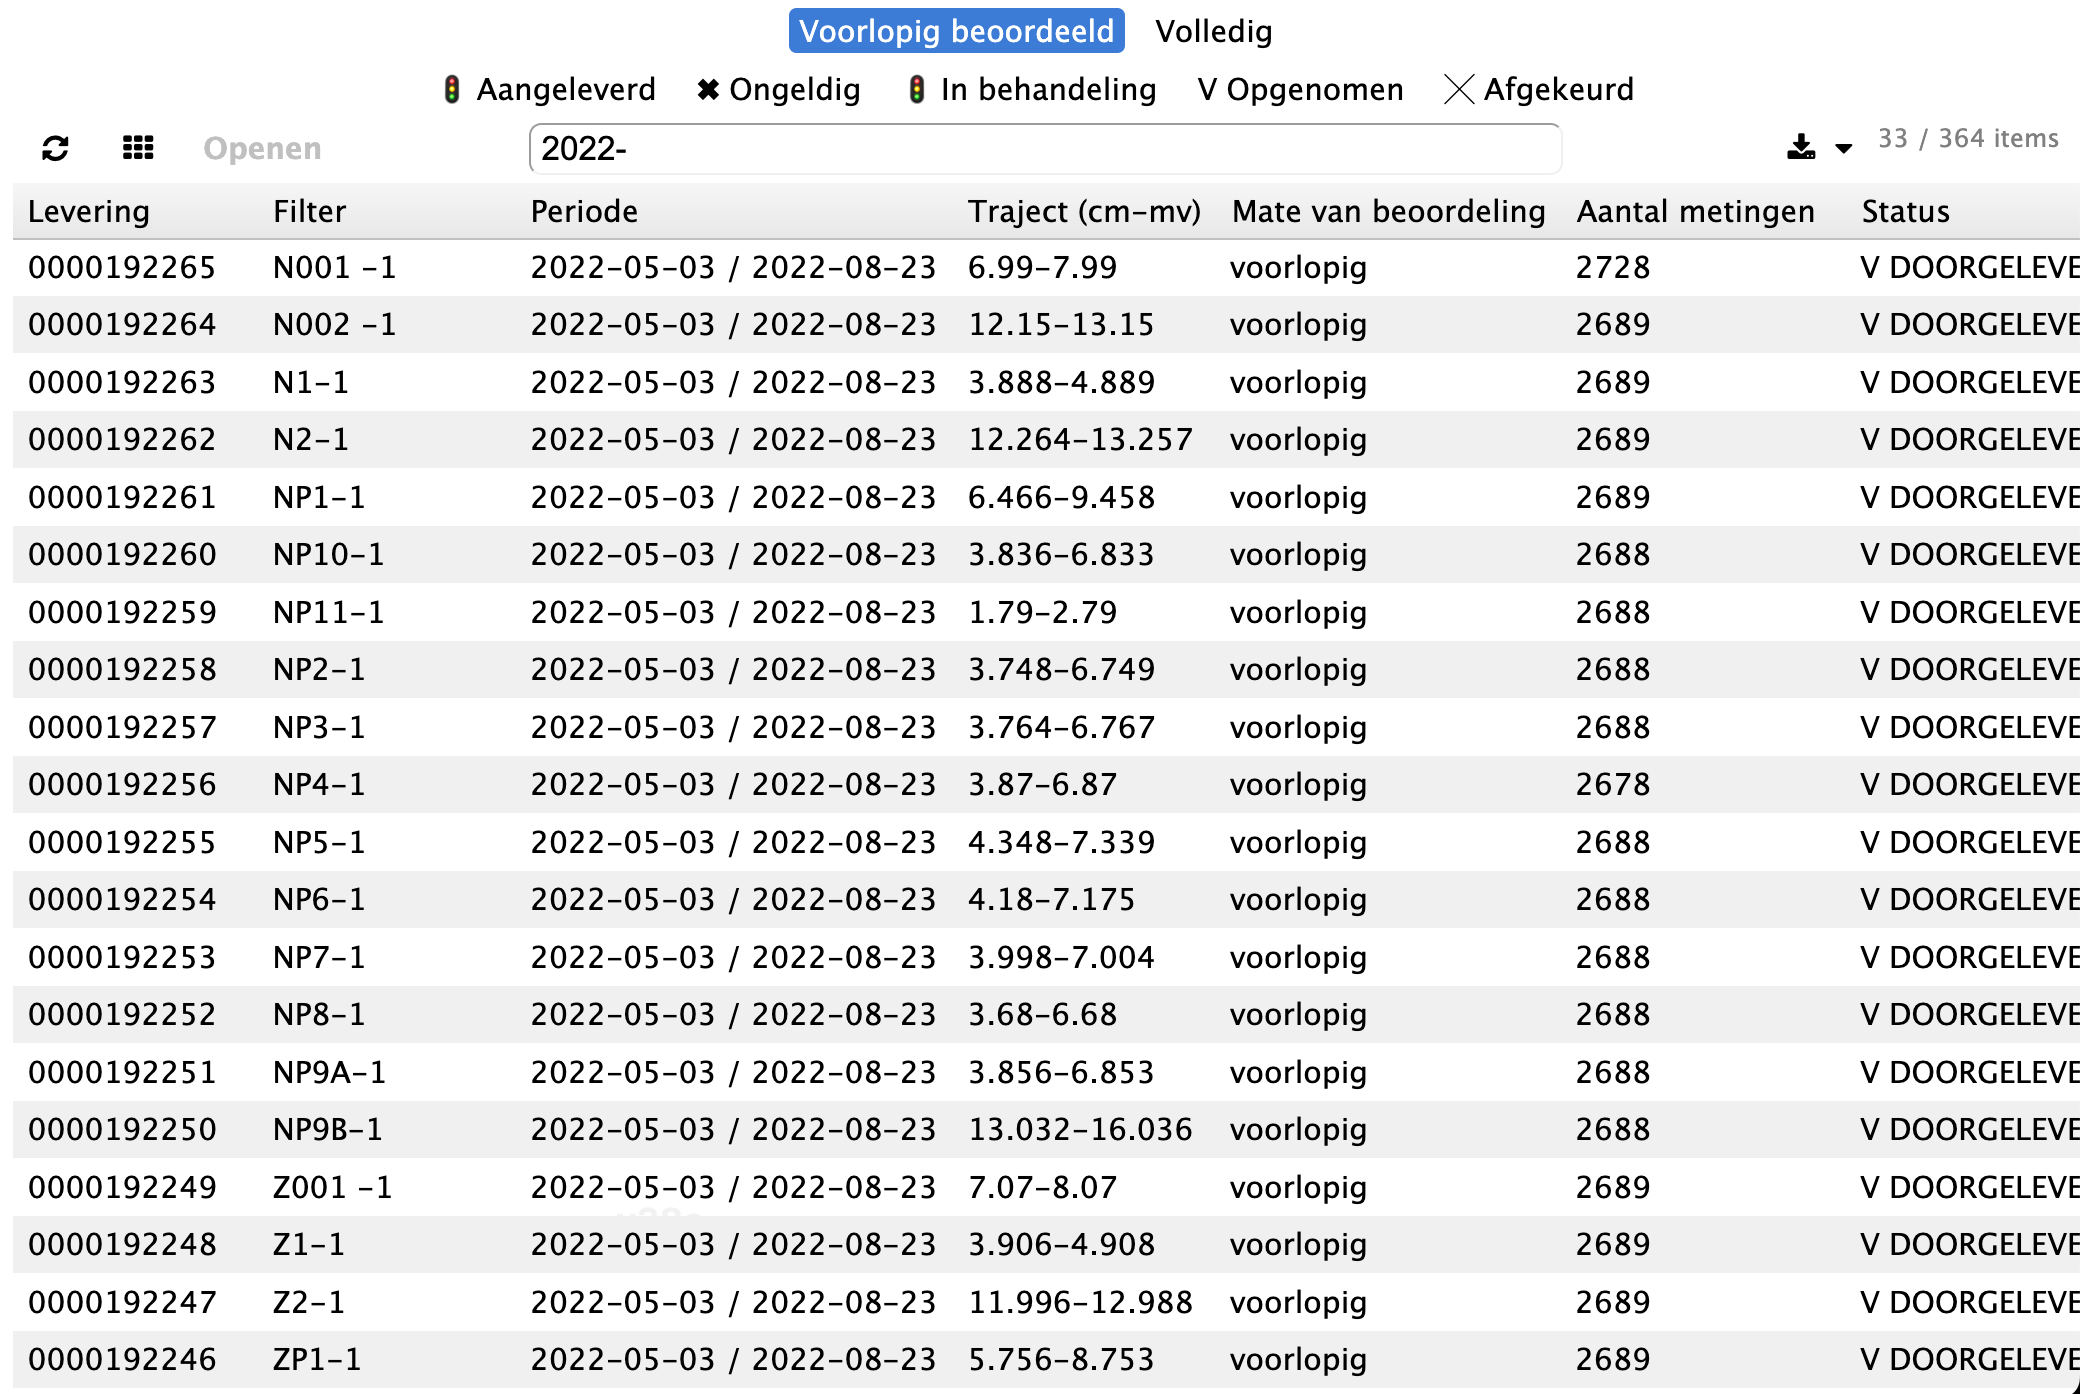 Voorlopig beoordeeld Volledig
Aangeleverd ✖ Ongeldig In behandeling V Opgenomen Afgekeurd
Openen 2022- 33 / 364 items
Levering Filter Periode Traject (cm-mv) Mate van beoordeling Aantal metingen Status
0000192265 N001 -1 2022-05-03 / 2022-08-23 6.99-7.99 voorlopig 2728 V DOORGELEVE
0000192264 N002 -1 2022-05-03 / 2022-08-23 12.15-13.15 voorlopig 2689 V DOORGELEVE
0000192263 N1-1 2022-05-03 / 2022-08-23 3.888-4.889 voorlopig 2689 V DOORGELEVE
0000192262 N2-1 2022-05-03 / 2022-08-23 12.264-13.257 voorlopig 2689 V DOORGELEVE
0000192261 NP1-1 2022-05-03 / 2022-08-23 6.466-9.458 voorlopig 2689 V DOORGELEVE
0000192260 NP10-1 2022-05-03 / 2022-08-23 3.836-6.833 voorlopig 2688 V DOORGELEVE
0000192259 NP11-1 2022-05-03 / 2022-08-23 1.79-2.79 voorlopig 2688 V DOORGELEVE
0000192258 NP2-1 2022-05-03 / 2022-08-23 3.748-6.749 voorlopig 2688 V DOORGELEVE
0000192257 NP3-1 2022-05-03 / 2022-08-23 3.764-6.767 voorlopig 2688 V DOORGELEVE
0000192256 NP4-1 2022-05-03 / 2022-08-23 3.87-6.87 voorlopig 2678 V DOORGELEVE
0000192255 NP5-1 2022-05-03 / 2022-08-23 4.348-7.339 voorlopig 2688 V DOORGELEVE
0000192254 NP6-1 2022-05-03 / 2022-08-23 4.18-7.175 voorlopig 2688 V DOORGELEVE
0000192253 NP7-1 2022-05-03 / 2022-08-23 3.998-7.004 voorlopig 2688 V DOORGELEVE
0000192252 NP8-1 2022-05-03 / 2022-08-23 3.68-6.68 voorlopig 2688 V DOORGELEVE
0000192251 NP9A-1 2022-05-03 / 2022-08-23 3.856-6.853 voorlopig 2688 V DOORGELEVE
0000192250 NP9B-1 2022-05-03 / 2022-08-23 13.032-16.036 voorlopig 2688 V DOORGELEVE
0000192249 Z001 -1 2022-05-03 / 2022-08-23 7.07-8.07 voorlopig 2689 V DOORGELEVE
0000192248 Z1-1 2022-05-03 / 2022-08-23 3.906-4.908 voorlopig 2689 V DOORGELEVE
0000192247 Z2-1 2022-05-03 / 2022-08-23 11.996-12.988 voorlopig 2689 V DOORGELEVE
0000192246 ZP1-1 2022-05-03 / 2022-08-23 5.756-8.753 voorlopig 2689 V DOORGELEVE